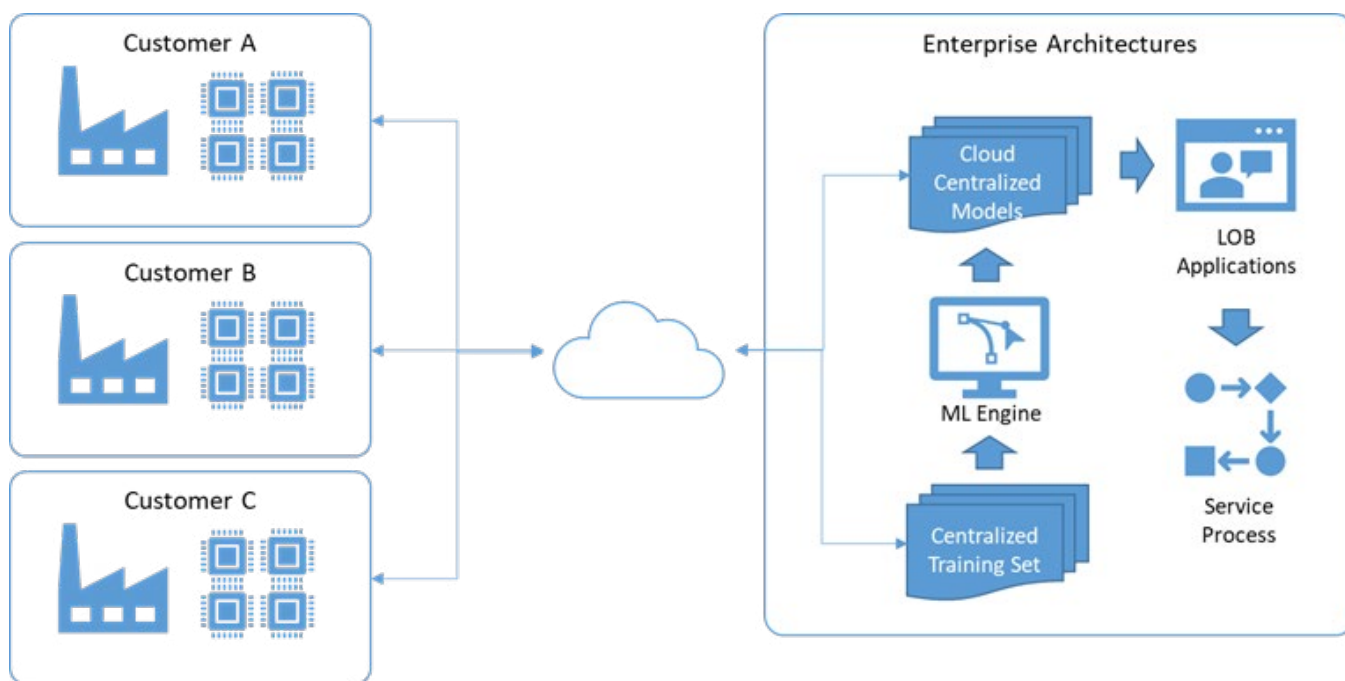 Customer A
Customer B
Customer C
Enterprise Architectures
Cloud
Centralized
Models
LOB
Applications
ML Engine
Centralized
Training Set
Service
Process